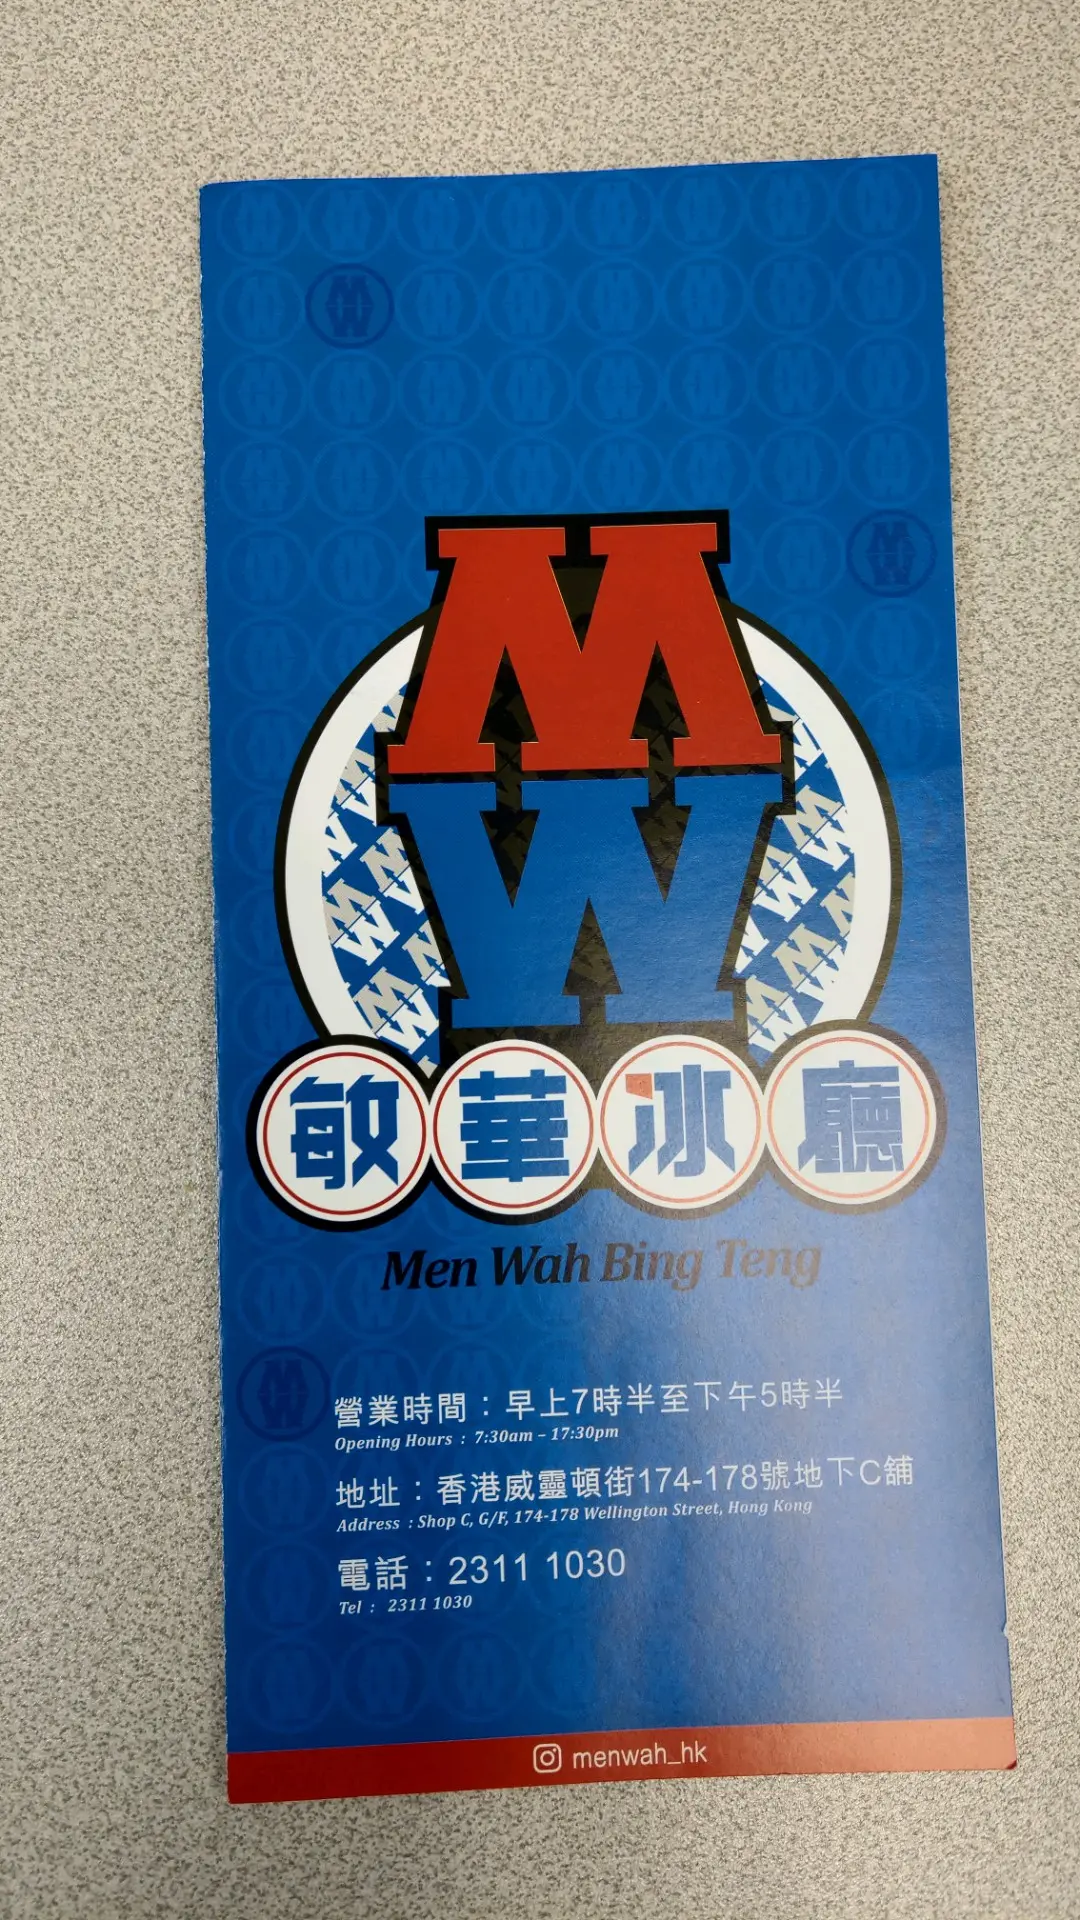 M
W
敏華冰廳
Men Wah Bing Teng
營業時間：早上7時半至下午5時半
Opening Hours : 7:30am – 17:30pm
地址：香港威靈頓街174-178號地下C舖
Address : Shop C, G/F, 174-178 Wellington Street, Hong Kong
電話：2311 1030
Tel : 2311 1030
menwah_hk